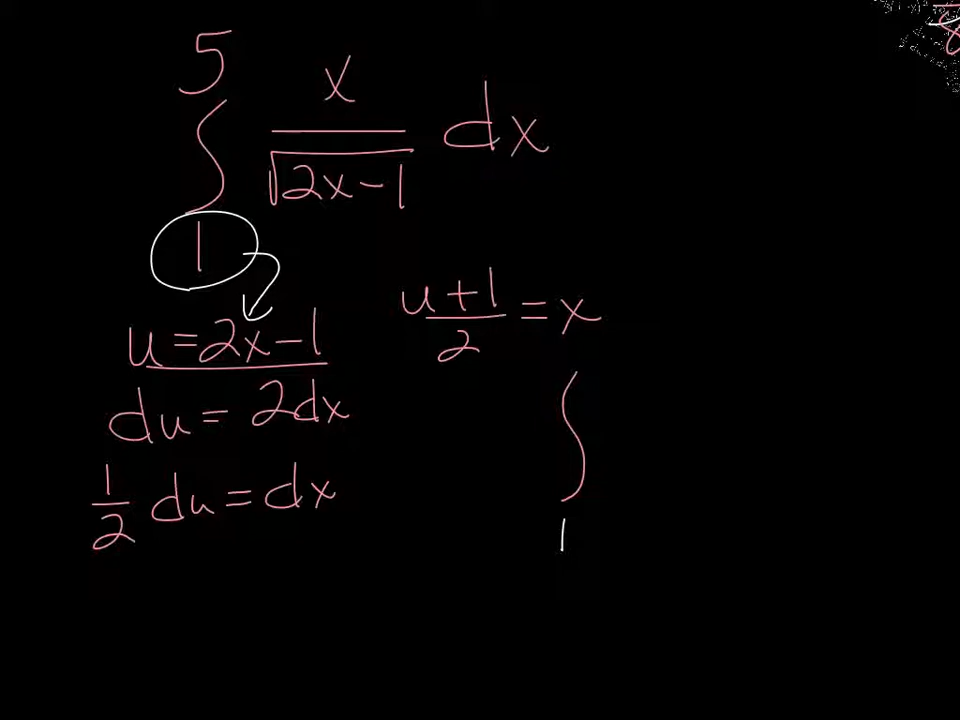 5
∫ x/√(2x-1) dx
1
u = 2x-1
u+1/2 = x
du = 2dx
1/2 du = dx
∫
1